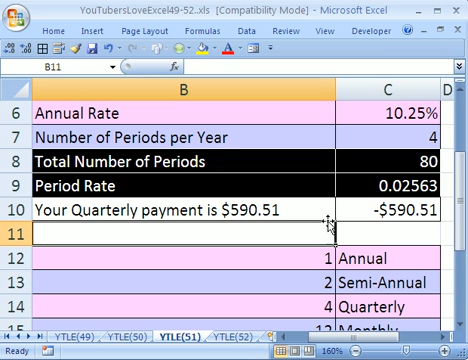 YouTubersLoveExcel49-52..xls [Compatibility Mode] - Microsoft Excel
Home Insert Page Layout Formulas Data Review View Developer
B11
B C D
6 Annual Rate 10.25%
7 Number of Periods per Year 4
8 Total Number of Periods 80
9 Period Rate 0.02563
10 Your Quarterly payment is $590.51 -$590.51
11
12 1 Annual
13 2 Semi-Annual
14 4 Quarterly
15 12 Monthly
YTLE(49) YTLE(50) YTLE(51) YTLE(52)
Ready 160%